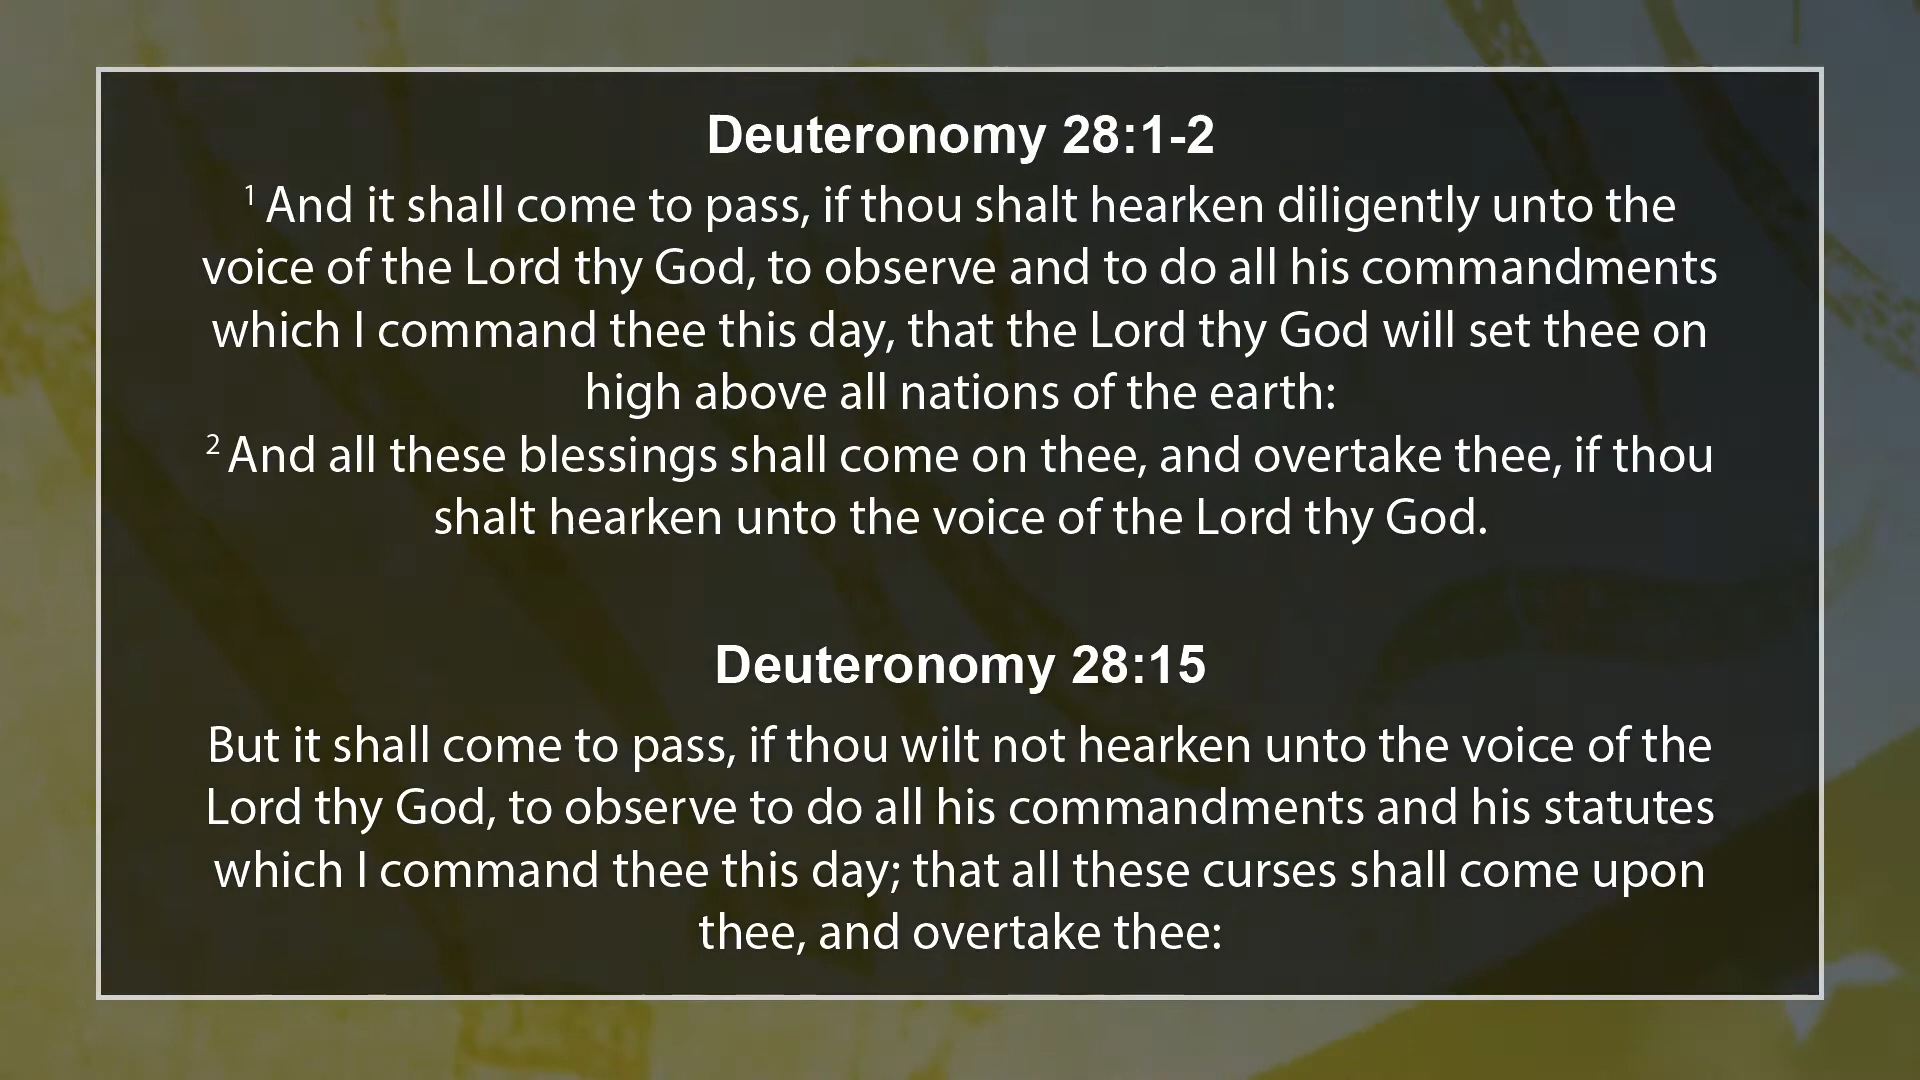 Deuteronomy 28:1-2
1 And it shall come to pass, if thou shalt hearken diligently unto the
voice of the Lord thy God, to observe and to do all his commandments
which I command thee this day, that the Lord thy God will set thee on
high above all nations of the earth:
2 And all these blessings shall come on thee, and overtake thee, if thou
shalt hearken unto the voice of the Lord thy God.
Deuteronomy 28:15
But it shall come to pass, if thou wilt not hearken unto the voice of the
Lord thy God, to observe to do all his commandments and his statutes
which I command thee this day; that all these curses shall come upon
thee, and overtake thee: